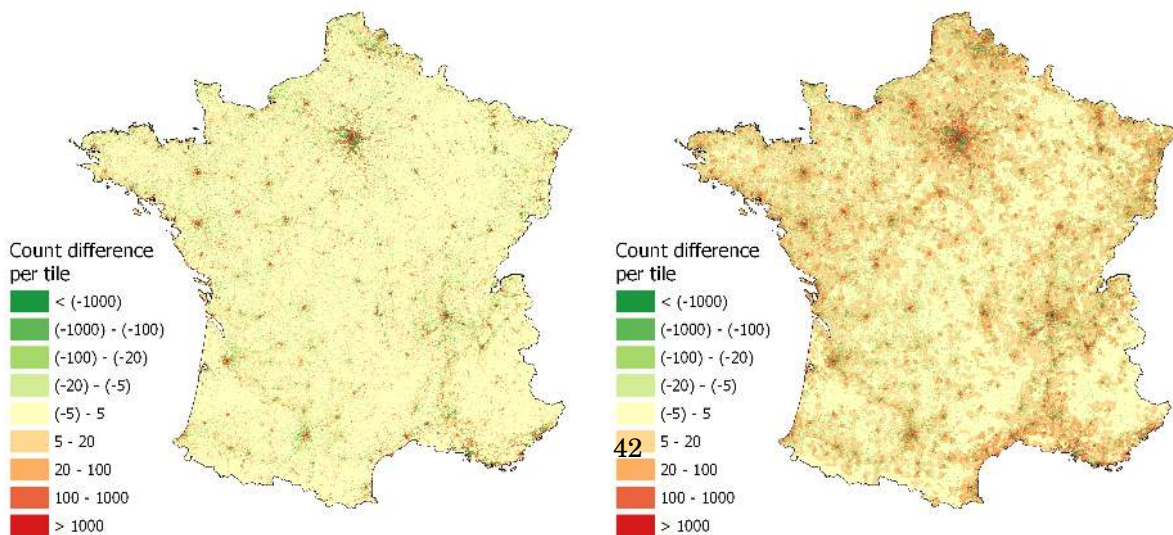 Count difference
per tile
< (-1000)
(-1000) - (-100)
(-100) - (-20)
(-20) - (-5)
(-5) - 5
5 - 20
20 - 100
100 - 1000
> 1000
Count difference
per tile
< (-1000)
(-1000) - (-100)
(-100) - (-20)
(-20) - (-5)
(-5) - 5
5 - 20
20 - 100
100 - 1000
> 1000
42